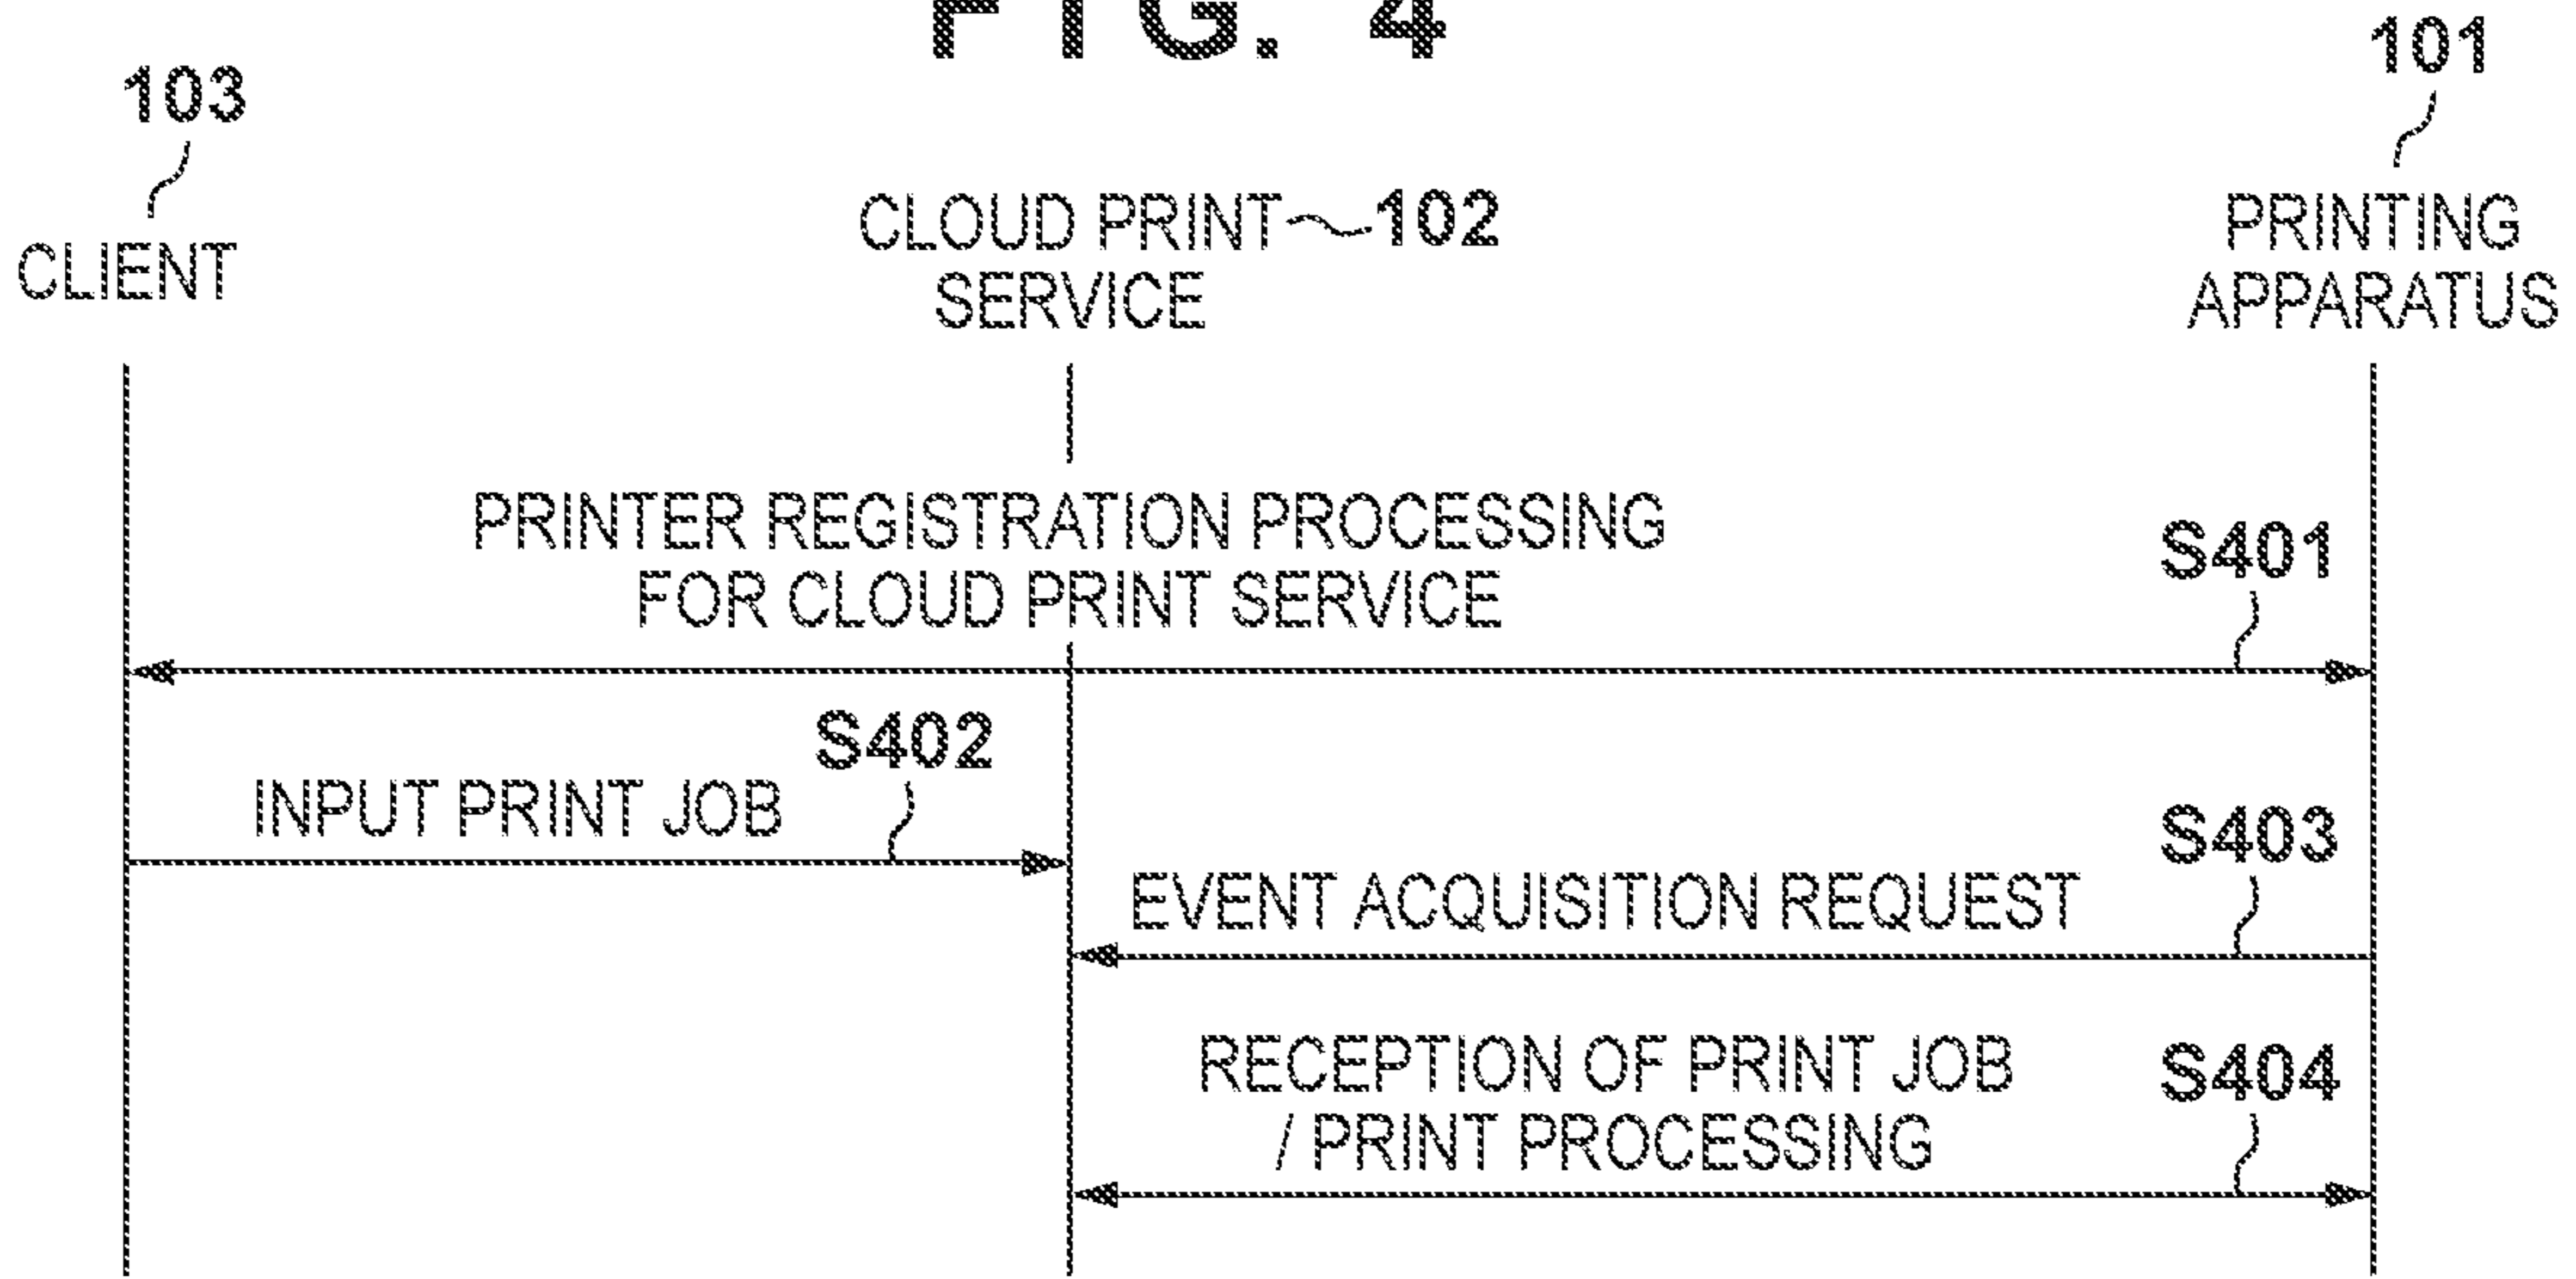 FIG. 4
103
101
CLIENT
CLOUD PRINT 102
SERVICE
PRINTING
APPARATUS
PRINTER REGISTRATION PROCESSING
FOR CLOUD PRINT SERVICE
S401
S402
INPUT PRINT JOB
S403
EVENT ACQUISITION REQUEST
RECEPTION OF PRINT JOB
/ PRINT PROCESSING
S404